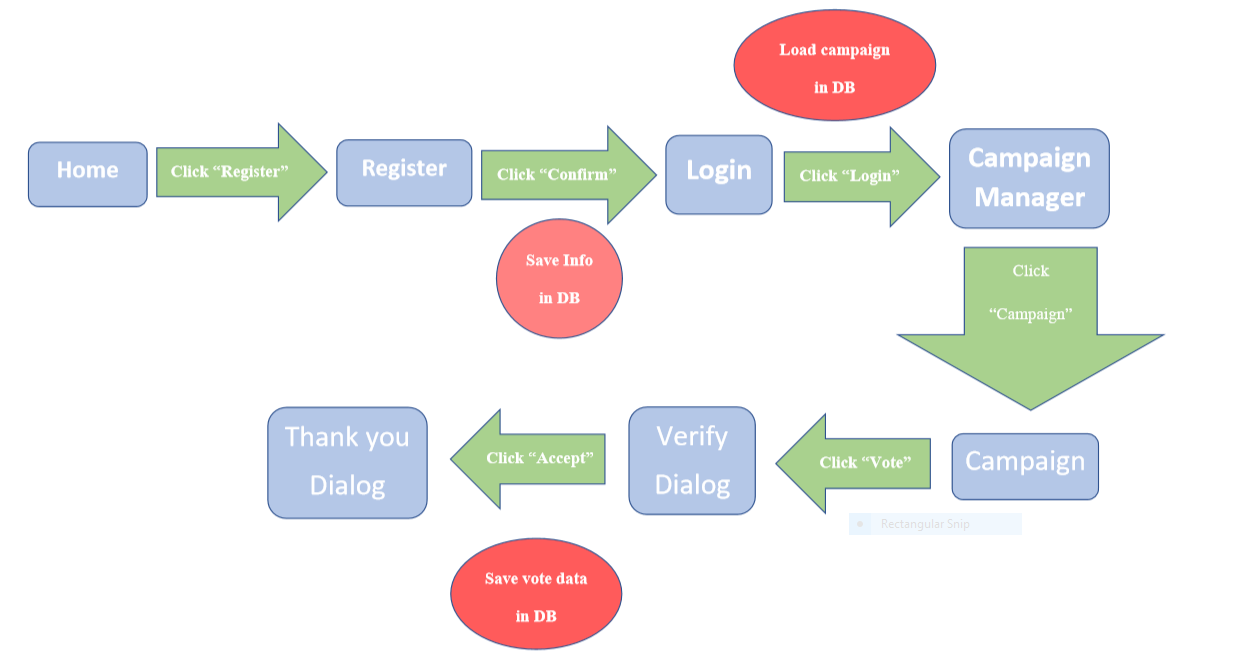 Load campaign
in DB
Home
Click “Register”
Register
Click “Confirm”
Login
Click “Login”
Campaign
Manager
Save Info
in DB
Click
“Campaign”
Thank you
Dialog
Click “Accept”
Verify
Dialog
Click “Vote”
Campaign
Rectangular Snip
Save vote data
in DB